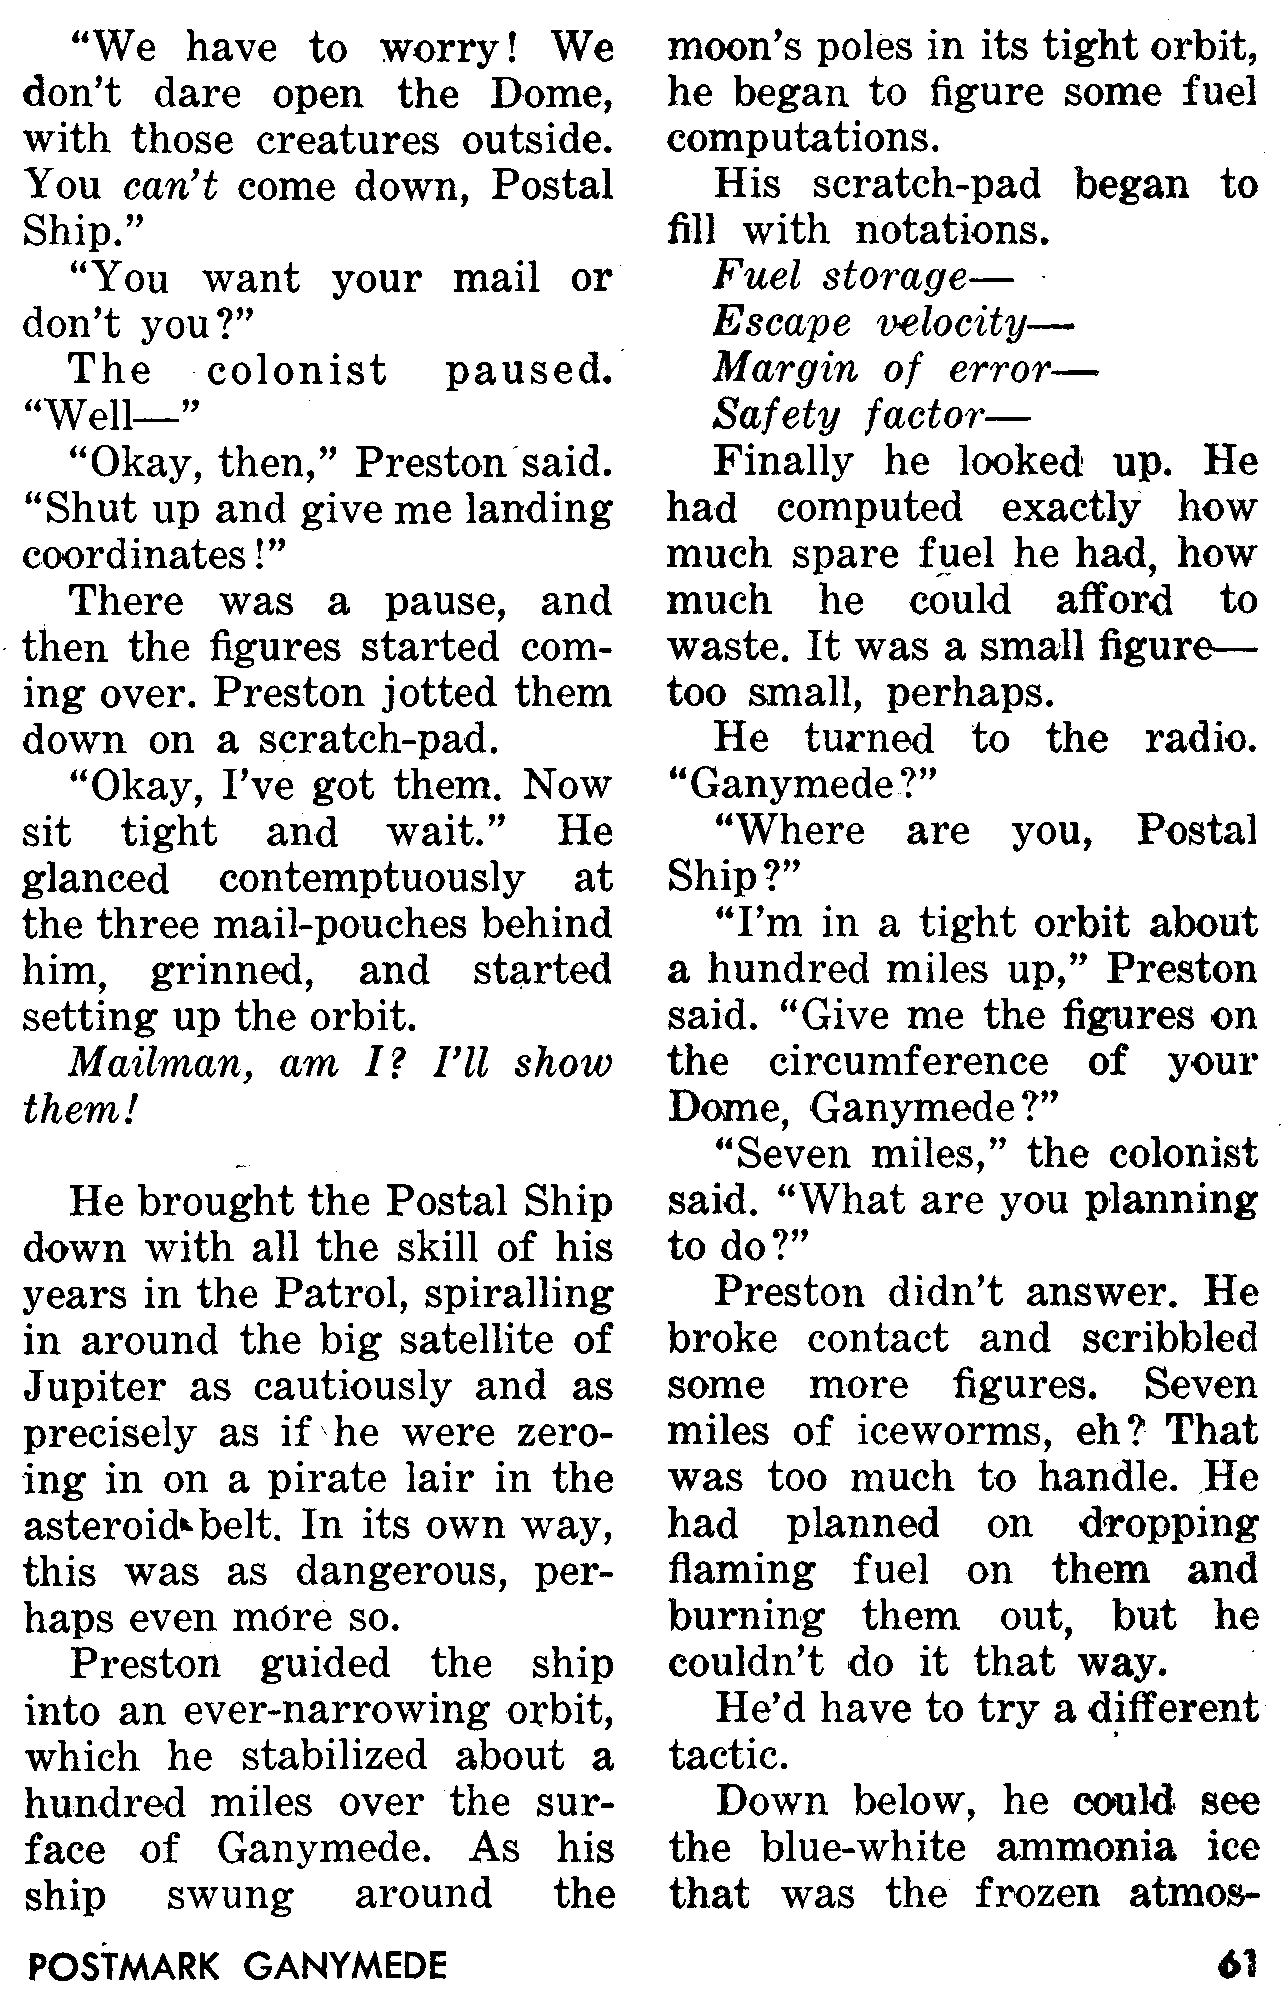 “We have to worry! We
don’t dare open the Dome,
with those creatures outside.
You can’t come down, Postal
Ship.”
“You want your mail or
don’t you?”
The colonist paused.
“Well—”
“Okay, then,” Preston said.
“Shut up and give me landing
coordinates!”
There was a pause, and
then the figures started com-
ing over. Preston jotted them
down on a scratch-pad.
“Okay, I’ve got them. Now
sit tight and wait.” He
glanced contemptuously at
the three mail-pouches behind
him, grinned, and started
setting up the orbit.
Mailman, am I? I’ll show
them!
He brought the Postal Ship
down with all the skill of his
years in the Patrol, spiralling
in around the big satellite of
Jupiter as cautiously and as
precisely as if he were zero-
ing in on a pirate lair in the
asteroid belt. In its own way,
this was as dangerous, per-
haps even more so.
Preston guided the ship
into an ever-narrowing orbit,
which he stabilized about a
hundred miles over the sur-
face of Ganymede. As his
ship swung around the
moon’s poles in its tight orbit,
he began to figure some fuel
computations.
His scratch-pad began to
fill with notations.
Fuel storage—
Escape velocity—
Margin of error—
Safety factor—
Finally he looked up. He
had computed exactly how
much spare fuel he had, how
much he could afford to
waste. It was a small figure—
too small, perhaps.
He turned to the radio.
“Ganymede?”
“Where are you, Postal
Ship?”
“I’m in a tight orbit about
a hundred miles up,” Preston
said. “Give me the figures on
the circumference of your
Dome, Ganymede?”
“Seven miles,” the colonist
said. “What are you planning
to do?”
Preston didn’t answer. He
broke contact and scribbled
some more figures. Seven
miles of iceworms, eh? That
was too much to handle. He
had planned on dropping
flaming fuel on them and
burning them out, but he
couldn’t do it that way.
He’d have to try a different
tactic.
Down below, he could see
the blue-white ammonia ice
that was the frozen atmos-
POSTMARK GANYMEDE 61